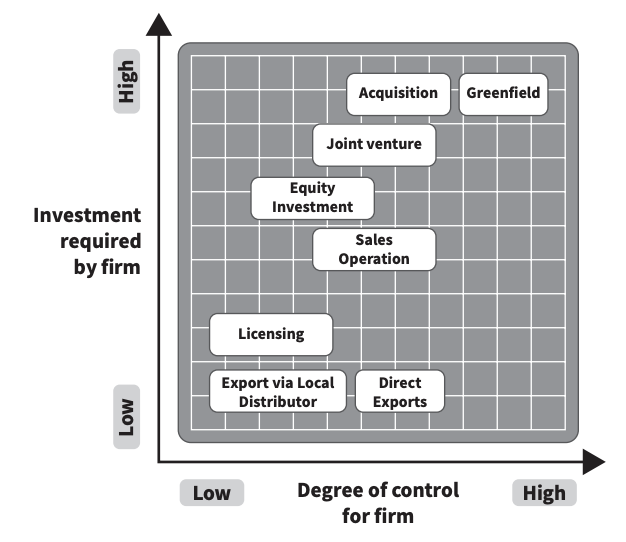 High
Acquisition
Greenfield
Joint venture
Equity
Investment
Investment
required
by firm
Sales
Operation
Licensing
Export via Local
Distributor
Direct
Exports
Low
Low
Degree of control
for firm
High